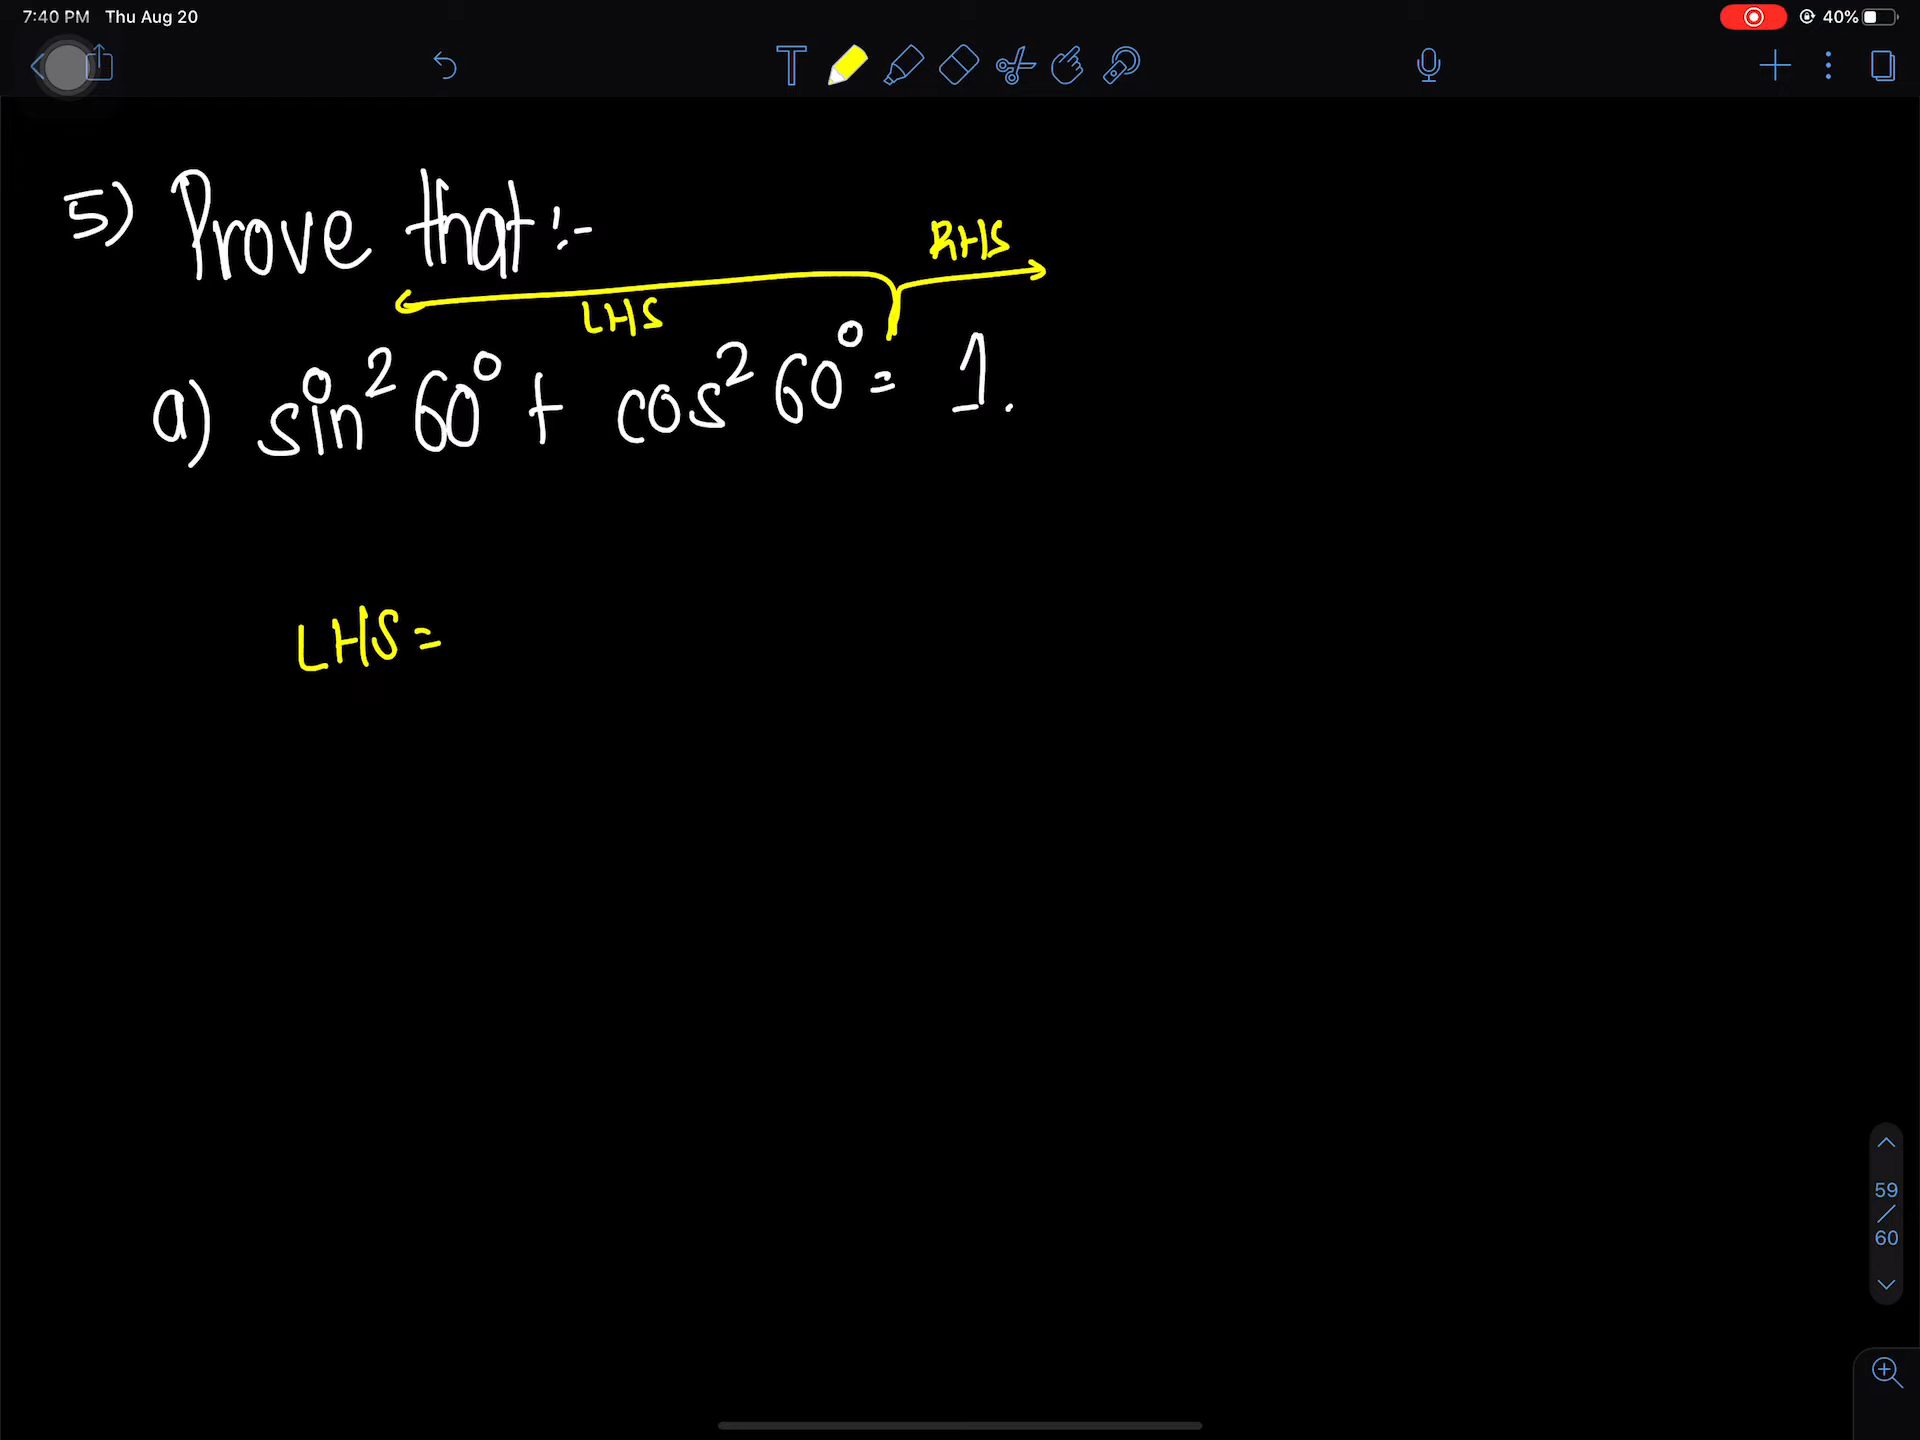 7:40 PM Thu Aug 20
40%
5) Prove that :-
RHS
LHS
a) sin² 60° + cos² 60° = 1.
LHS =
59
/
60